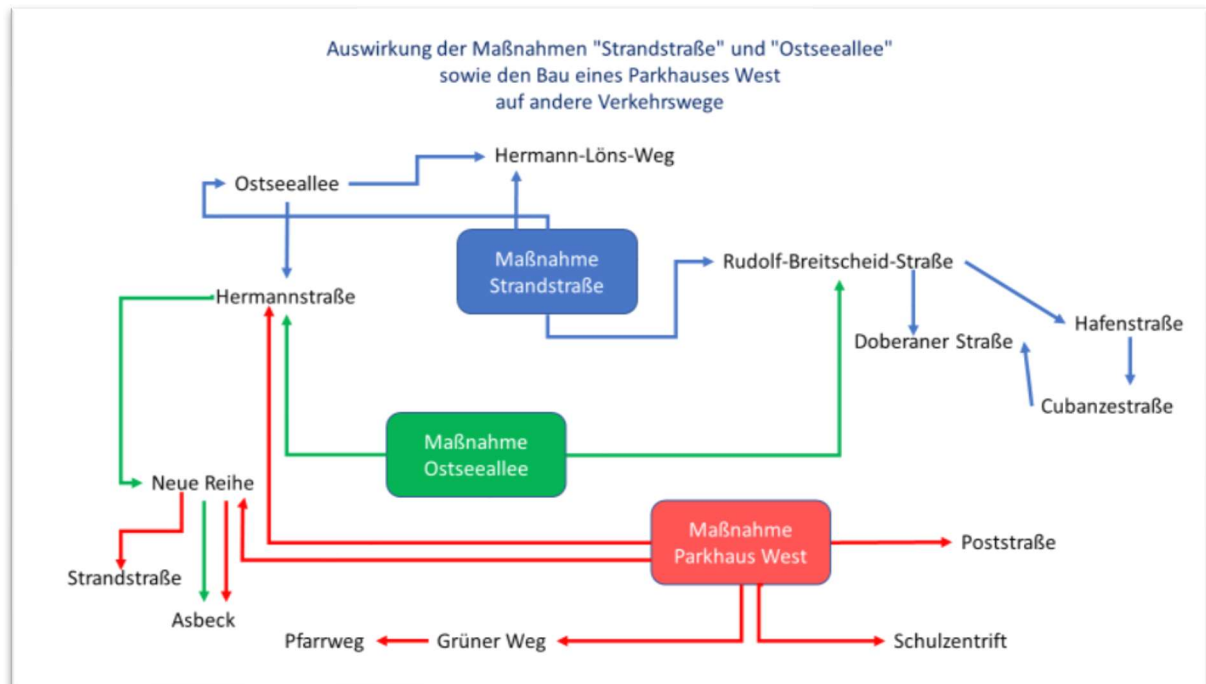 Auswirkung der Maßnahmen "Strandstraße" und "Ostseeallee"
sowie den Bau eines Parkhauses West
auf andere Verkehrswege
Hermann-Löns-Weg
Ostseeallee
Maßnahme
Strandstraße
Rudolf-Breitscheid-Straße
Hermannstraße
Hafenstraße
Doberaner Straße
Cubanzestraße
Maßnahme
Ostseeallee
Neue Reihe
Maßnahme
Parkhaus West
Poststraße
Strandstraße
Asbeck
Pfarrweg
Grüner Weg
Schulzentrift